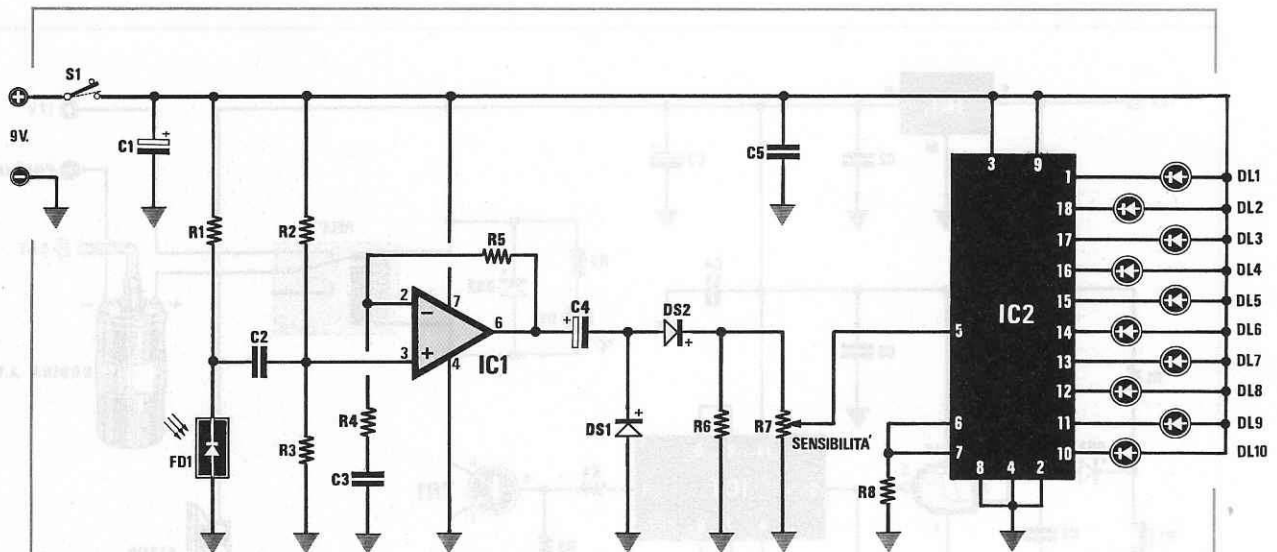 S1
9V.
C1
R1
R2
R5
C5
C2
2
7
3
4
6
IC1
C4
DS2
R4
R3
FD1
C3
DS1
R6
R7
SENSIBILITÀ
R8
IC2
3 9
5
6
7
8 4 2
1 DL1
18 DL2
17 DL3
16 DL4
15 DL5
14 DL6
13 DL7
12 DL8
11 DL9
10 DL10